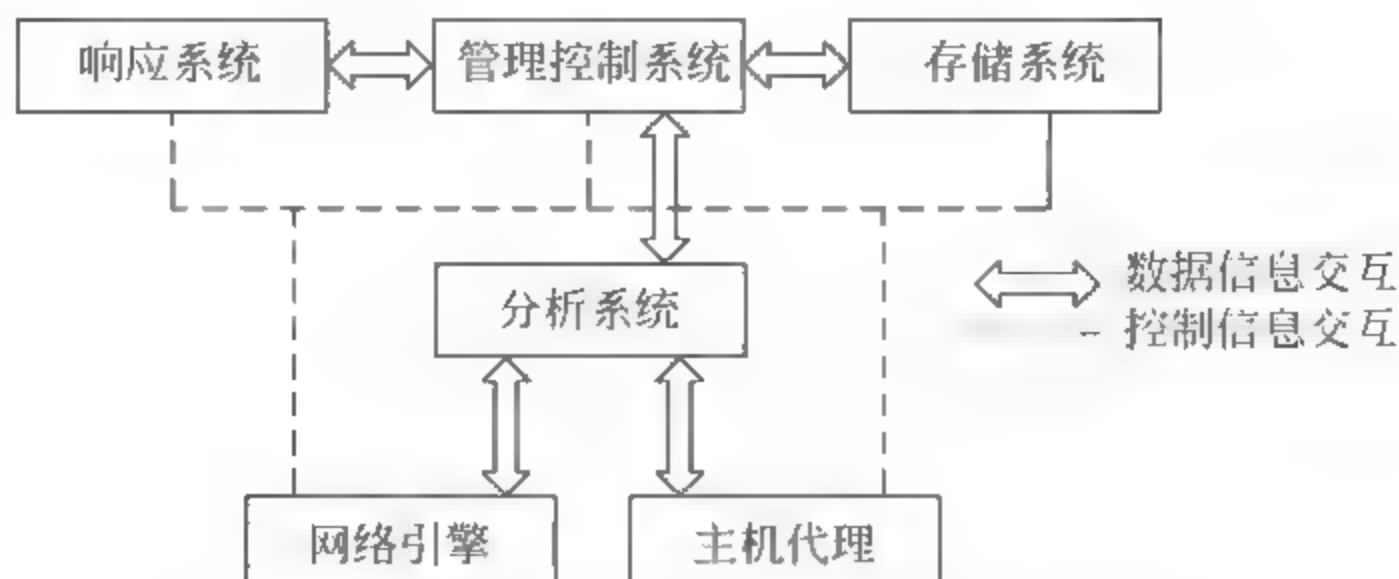 响应系统
管理控制系统
存储系统
分析系统
数据信息交互
控制信息交互
网络引擎
主机代理